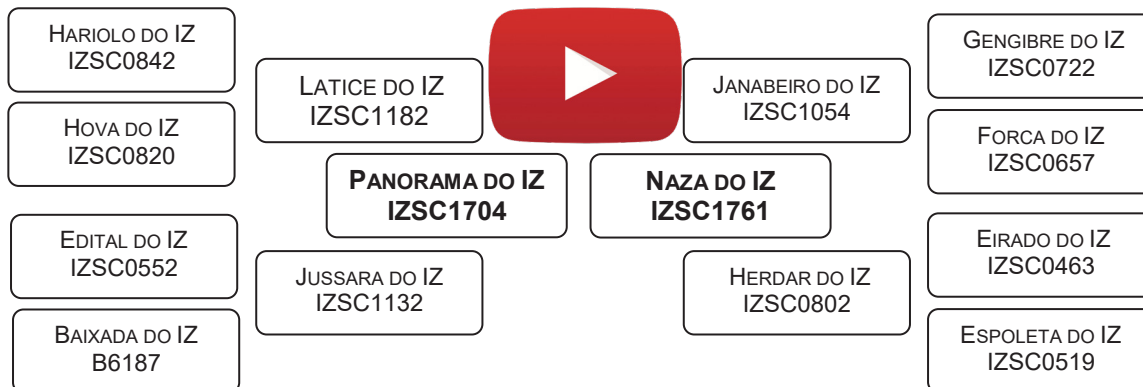 HARIOLO DO IZ
IZSC0842
HOVA DO IZ
IZSC0820
EDITAL DO IZ
IZSC0552
BAIXADA DO IZ
B6187
LATICE DO IZ
IZSC1182
JUSSARA DO IZ
IZSC1132
PANORAMA DO IZ
IZSC1704
NAZA DO IZ
IZSC1761
JANABEIRO DO IZ
IZSC1054
HERDAR DO IZ
IZSC0802
GENGIBRE DO IZ
IZSC0722
FORCA DO IZ
IZSC0657
EIRADO DO IZ
IZSC0463
ESPOLETA DO IZ
IZSC0519